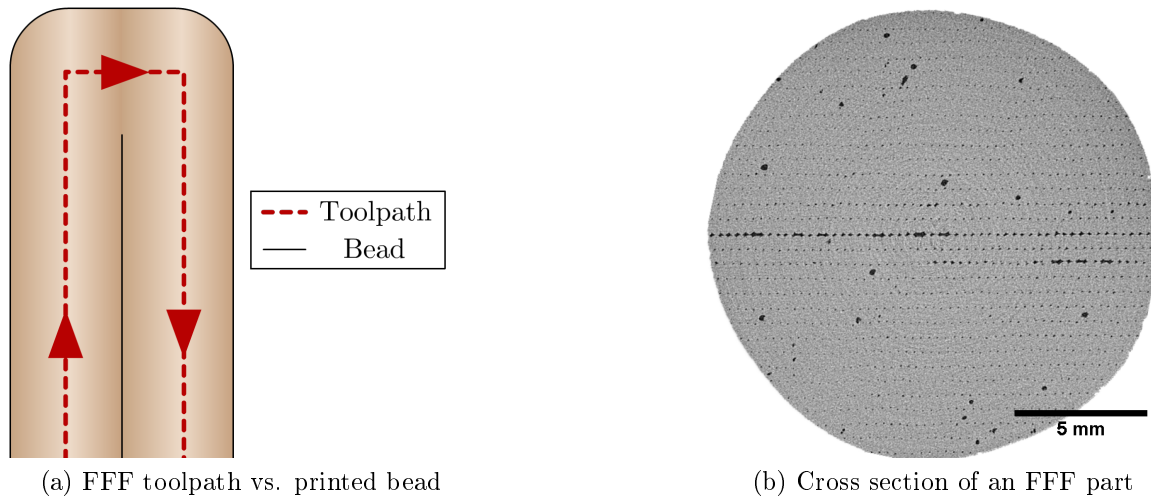 Toolpath
Bead
5 mm
(a) FFF toolpath vs. printed bead
(b) Cross section of an FFF part